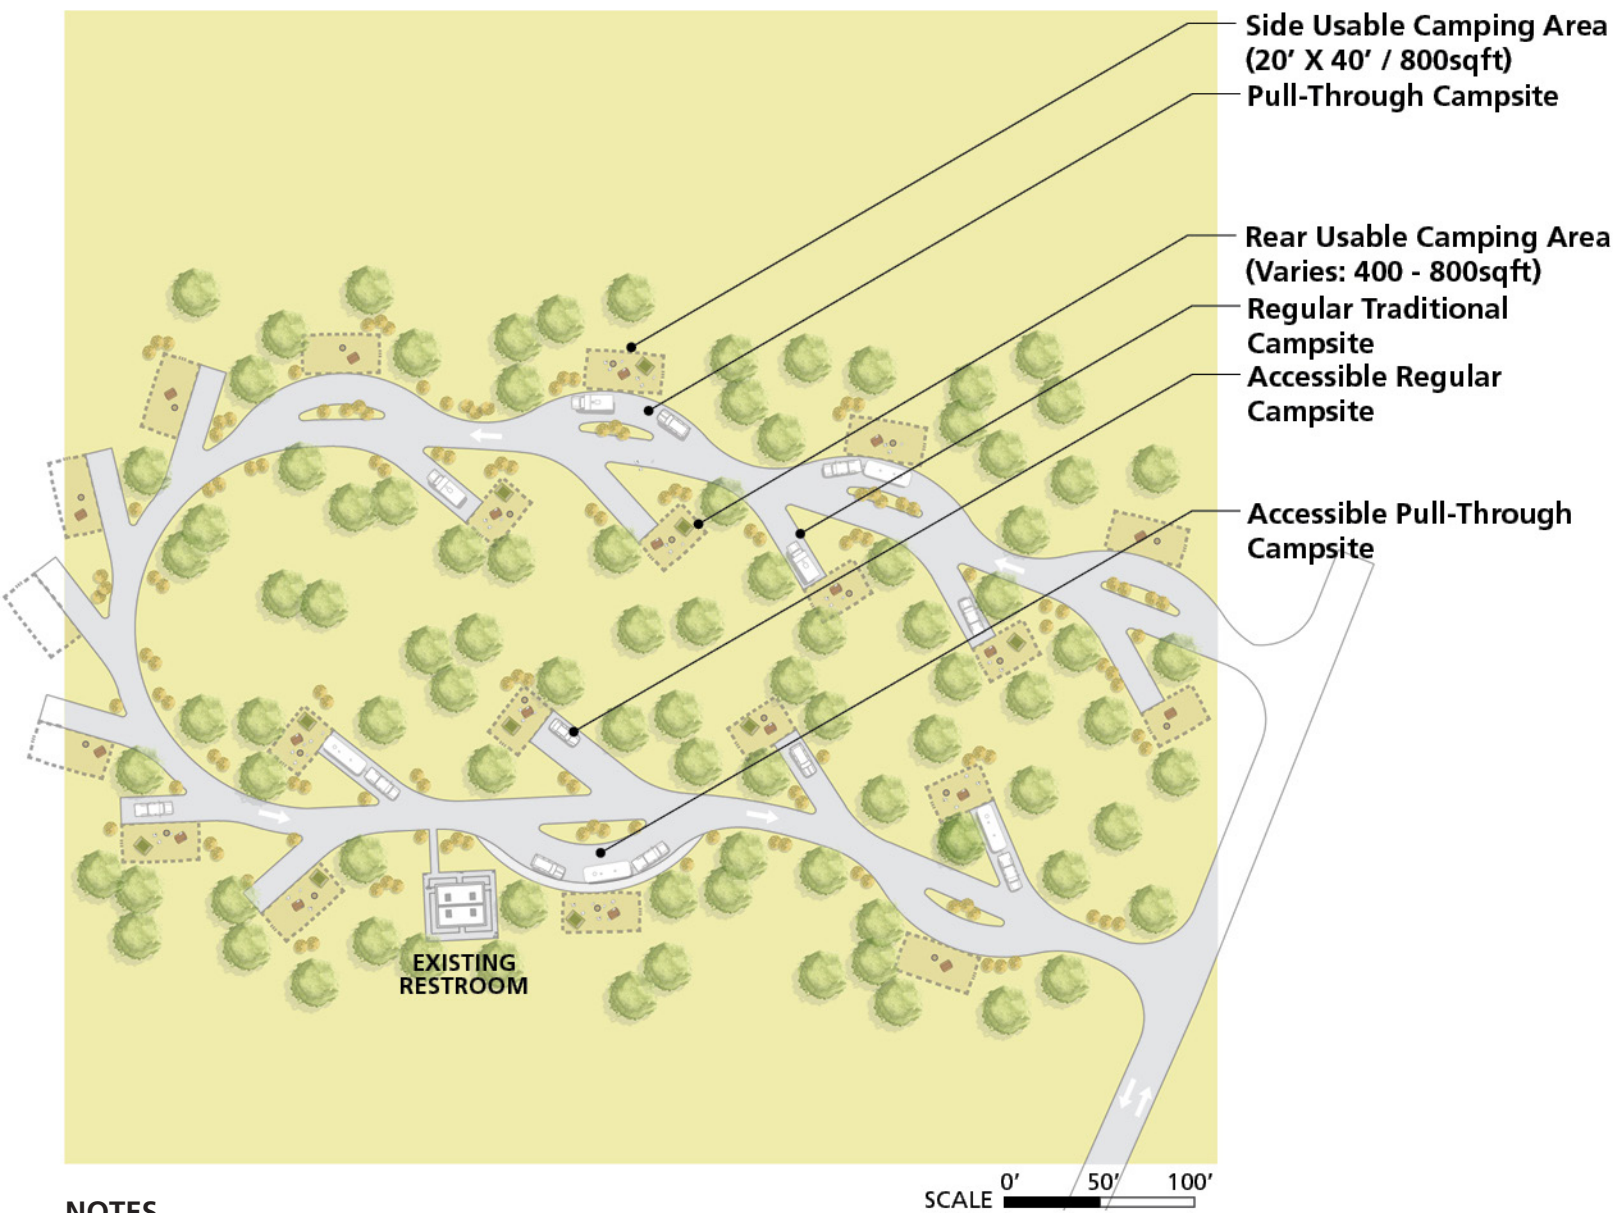 Side Usable Camping Area
(20’ X 40’ / 800sqft)
Pull-Through Campsite
Rear Usable Camping Area
(Varies: 400 - 800sqft)
Regular Traditional
Campsite
Accessible Regular
Campsite
Accessible Pull-Through
Campsite
EXISTING
RESTROOM
0’ 50’ 100’
SCALE
NOTES